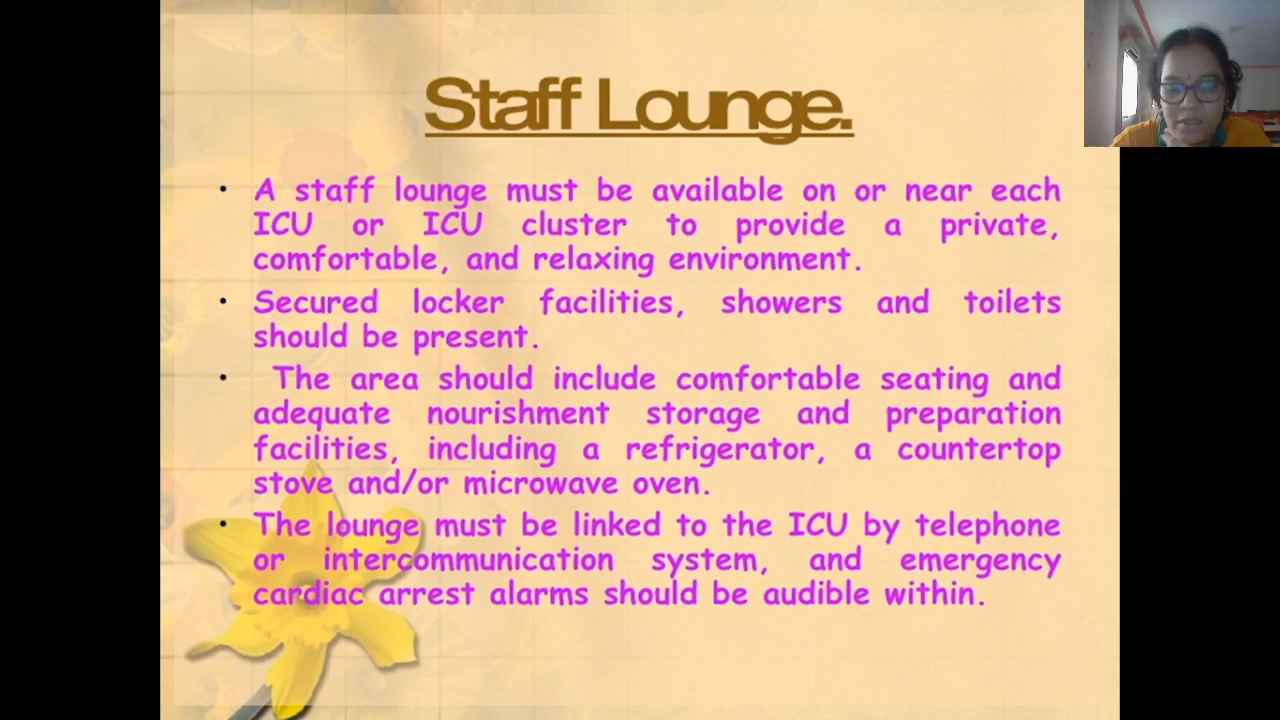 Staff Lounge.
• A staff lounge must be available on or near each
ICU or ICU cluster to provide a private,
comfortable, and relaxing environment.
• Secured locker facilities, showers and toilets
should be present.
• The area should include comfortable seating and
adequate nourishment storage and preparation
facilities, including a refrigerator, a countertop
stove and/or microwave oven.
• The lounge must be linked to the ICU by telephone
or intercommunication system, and emergency
cardiac arrest alarms should be audible within.